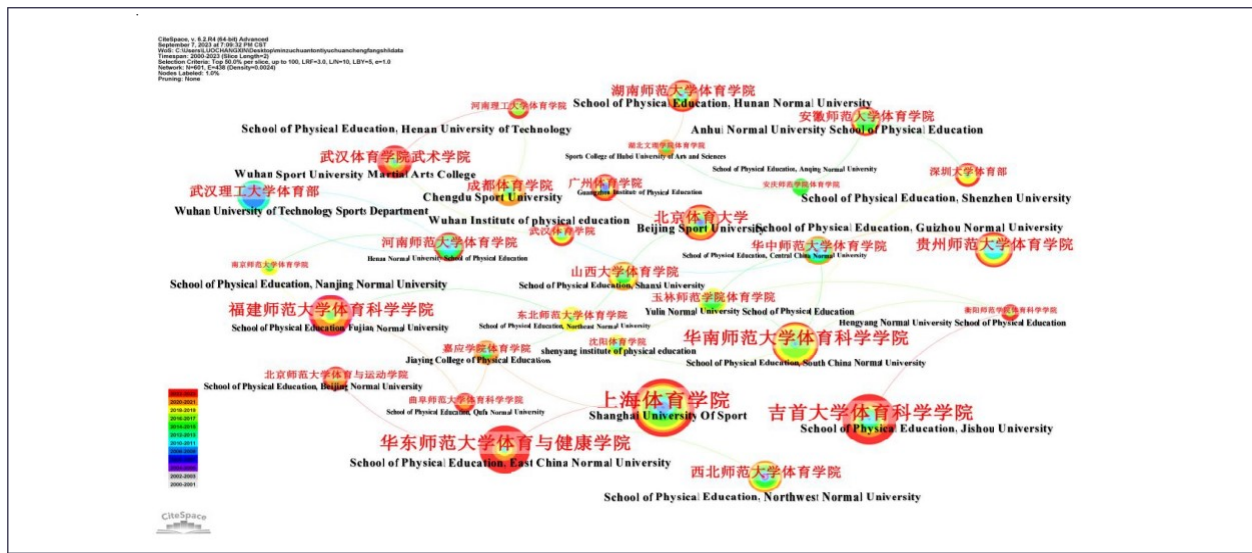 CiteSpace, v. 6.2.R4 (64-bit) Advanced
September 7, 2023 at 7:09:32 PM CST
WoS: C:\Users\LUOCHANGXIN\Desktop\minzuchuantontiyuchuanchengfangshi\data
Timespan: 2000-2023 (Slice Length=2)
Selection Criteria: Top 50.0% per slice, up to 100, LRF=3.0, L/N=10, LBY=5, e=1.0
Network: N=601, E=438 (Density=0.0024)
Nodes Labeled: 1.0%
Pruning: None
湖南师范大学体育学院
School of Physical Education, Hunan Normal University
河南理工大学体育学院
School of Physical Education, Henan University of Technology
安徽师范大学体育学院
Anhui Normal University School of Physical Education
武汉体育学院武术学院
Wuhan Sport University Martial Arts College
湖北文理学院体育学院
Sports College of Hubei University of Arts and Sciences
School of Physical Education, Anqing Normal University
深圳大学体育部
武汉理工大学体育部
Wuhan University of Technology Sports Department
成都体育学院
Chengdu Sport University
广州体育学院
Guangzhou Institute of Physical Education
安庆师范学院体育学院
School of Physical Education, Shenzhen University
Wuhan Institute of physical education
武汉体育学院
北京体育大学
Beijing Sport University
School of Physical Education, Guizhou Normal University
河南师范大学体育学院
Henan Normal University School of Physical Education
华中师范大学体育学院
School of Physical Education, Central China Normal University
贵州师范大学体育学院
南京师范大学体育学院
School of Physical Education, Nanjing Normal University
山西大学体育学院
School of Physical Education, Shanxi University
玉林师范学院体育学院
Yulin Normal University School of Physical Education
福建师范大学体育科学学院
School of Physical Education, Fujian Normal University
东北师范大学体育学院
School of Physical Education, Northeast Normal University
衡阳师范学院体育科学学院
Hengyang Normal University School of Physical Education
嘉应学院体育学院
Jiaying College of Physical Education
沈阳体育学院
shenyang institute of physical education
华南师范大学体育科学学院
School of Physical Education, South China Normal University
北京师范大学体育与运动学院
School of Physical Education, Beijing Normal University
曲阜师范大学体育科学学院
School of Physical Education, Qufu Normal University
上海体育学院
Shanghai University Of Sport
吉首大学体育科学学院
School of Physical Education, Jishou University
华东师范大学体育与健康学院
School of Physical Education, East China Normal University
西北师范大学体育学院
School of Physical Education, Northwest Normal University
2020-2021
2018-2019
2016-2017
2014-2015
2012-2013
2010-2011
2008-2009
2002-2003
2000-2001
CiteSpace